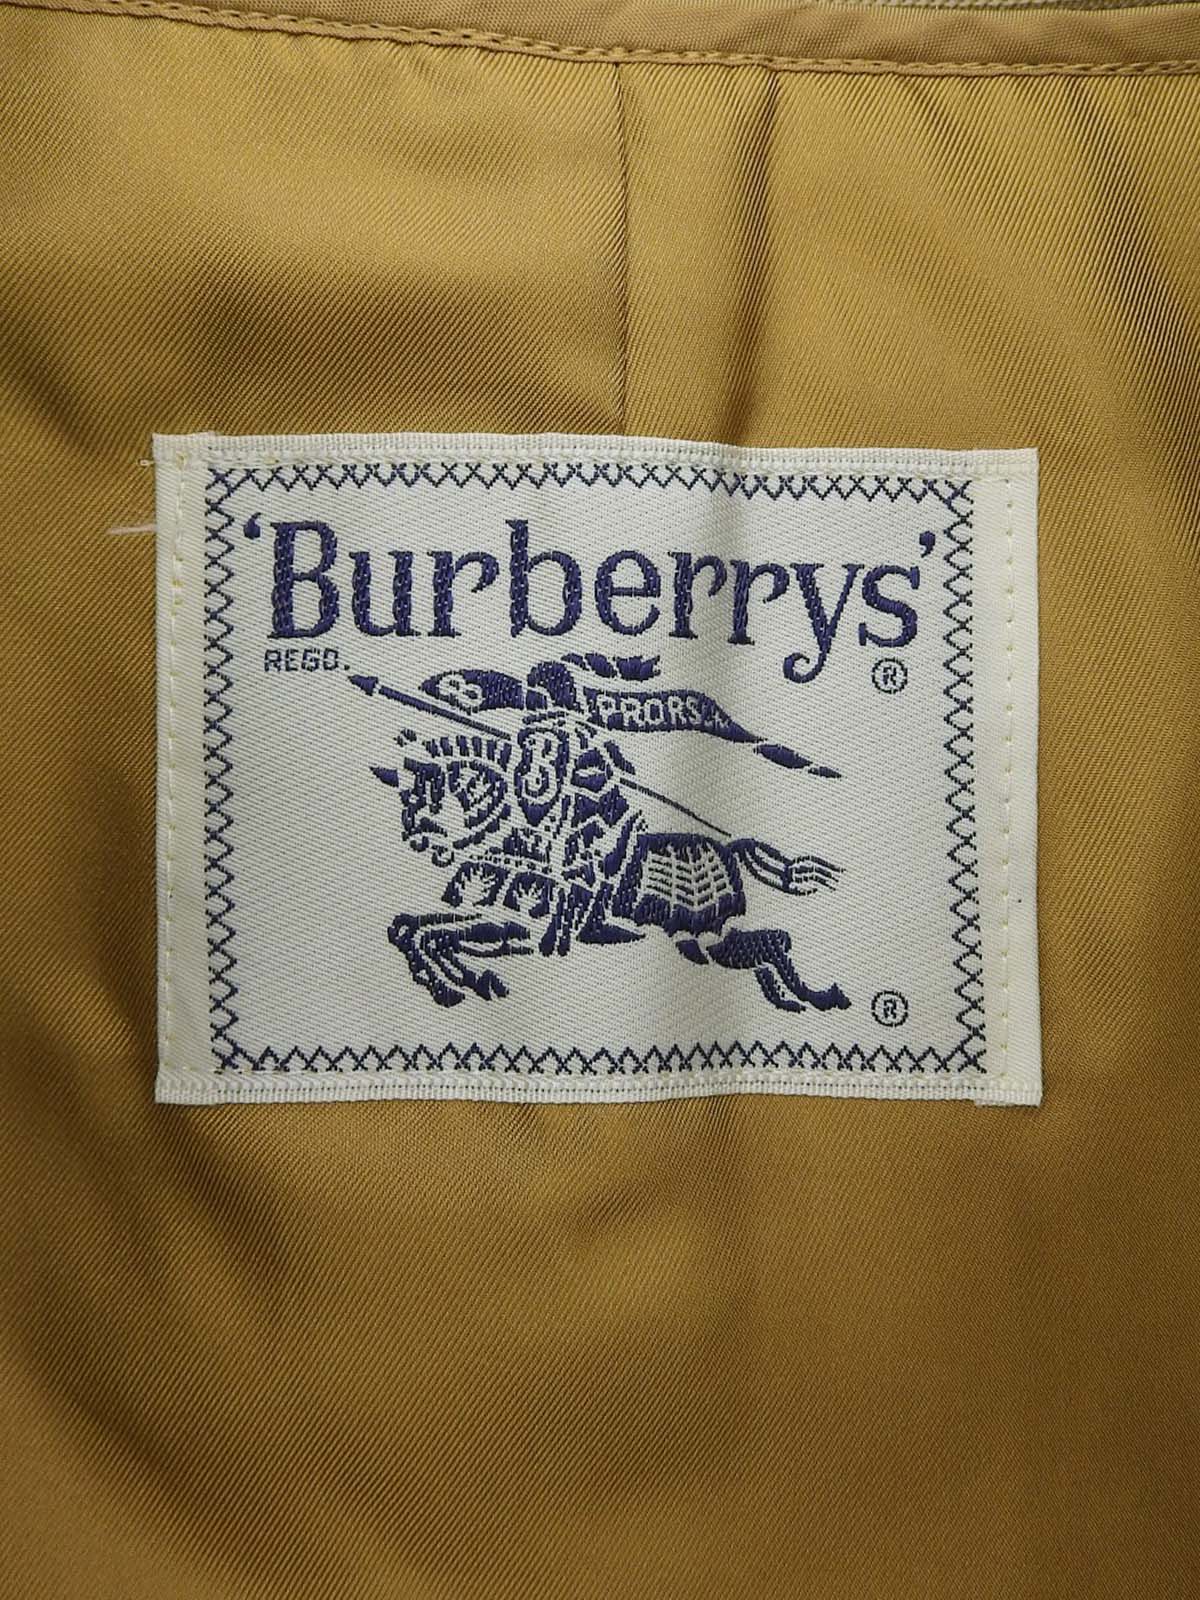 'Burberrys'
REGD.
®
B PRORSUM
B
®